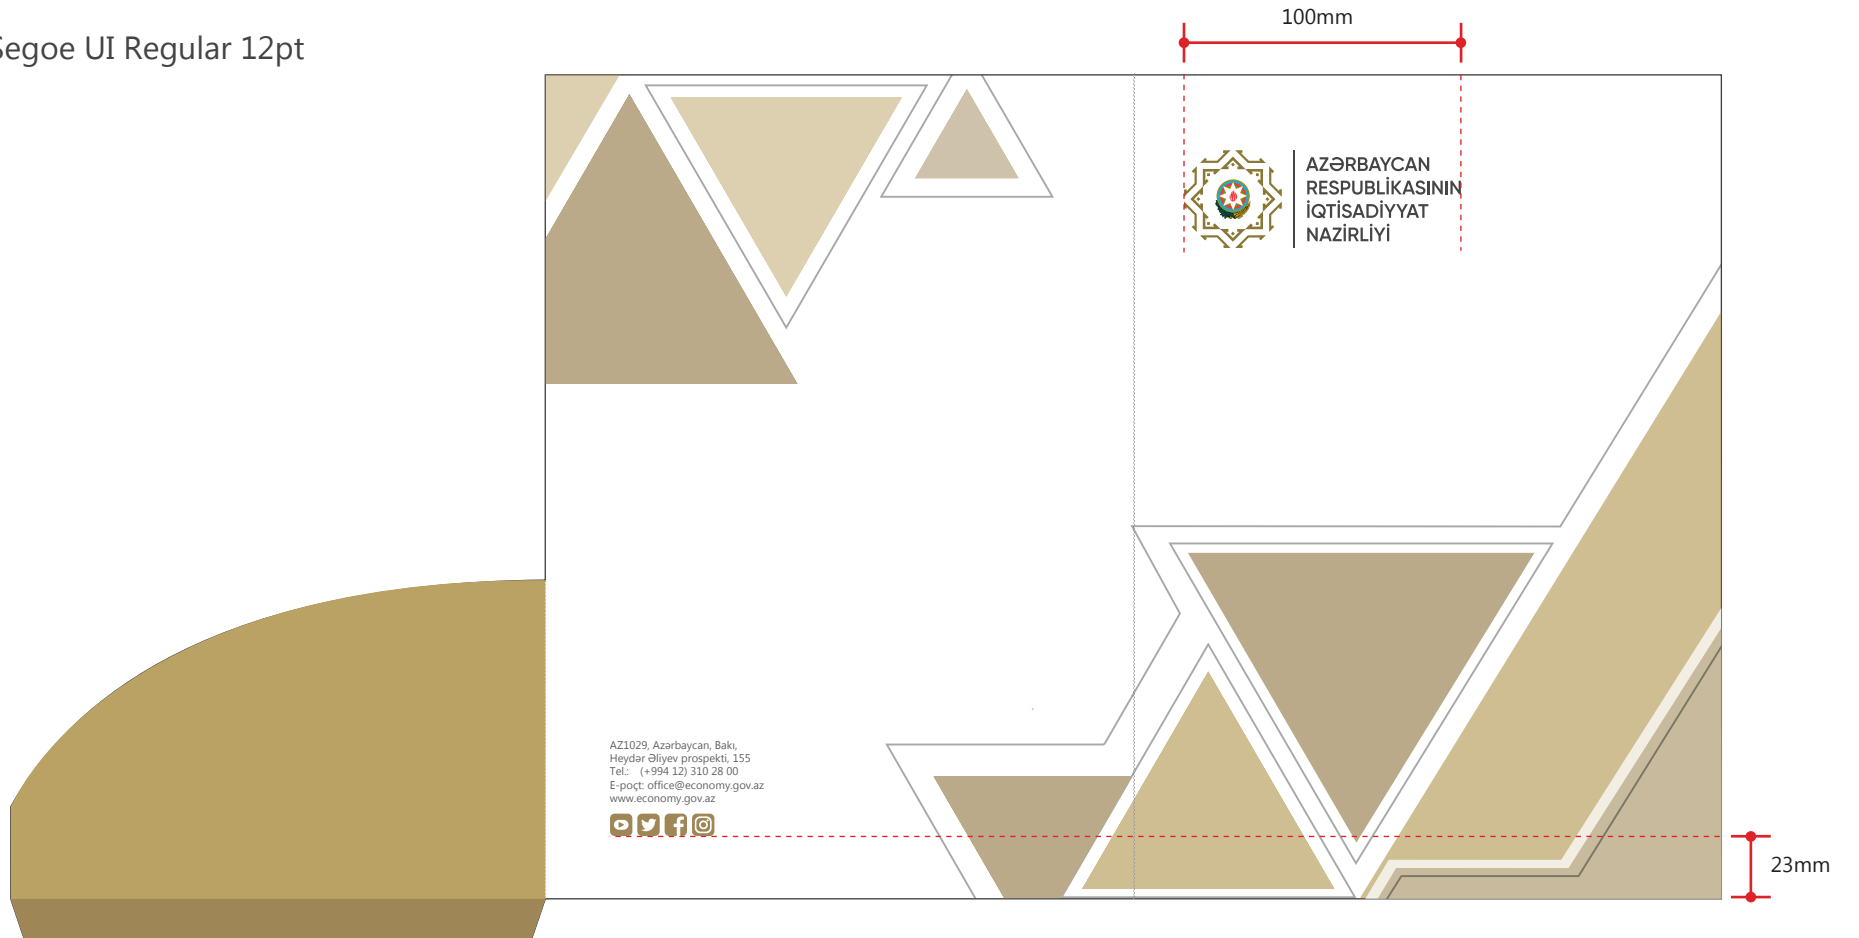 Segoe UI Regular 12pt
100mm
AZƏRBAYCAN
RESPUBLİKASININ
İQTİSADİYYAT
NAZİRLİYİ
AZ1029, Azərbaycan, Bakı,
Heydər Əliyev prospekti, 155
Tel.: (+994 12) 310 28 00
E-poçt: office@economy.gov.az
www.economy.gov.az
23mm